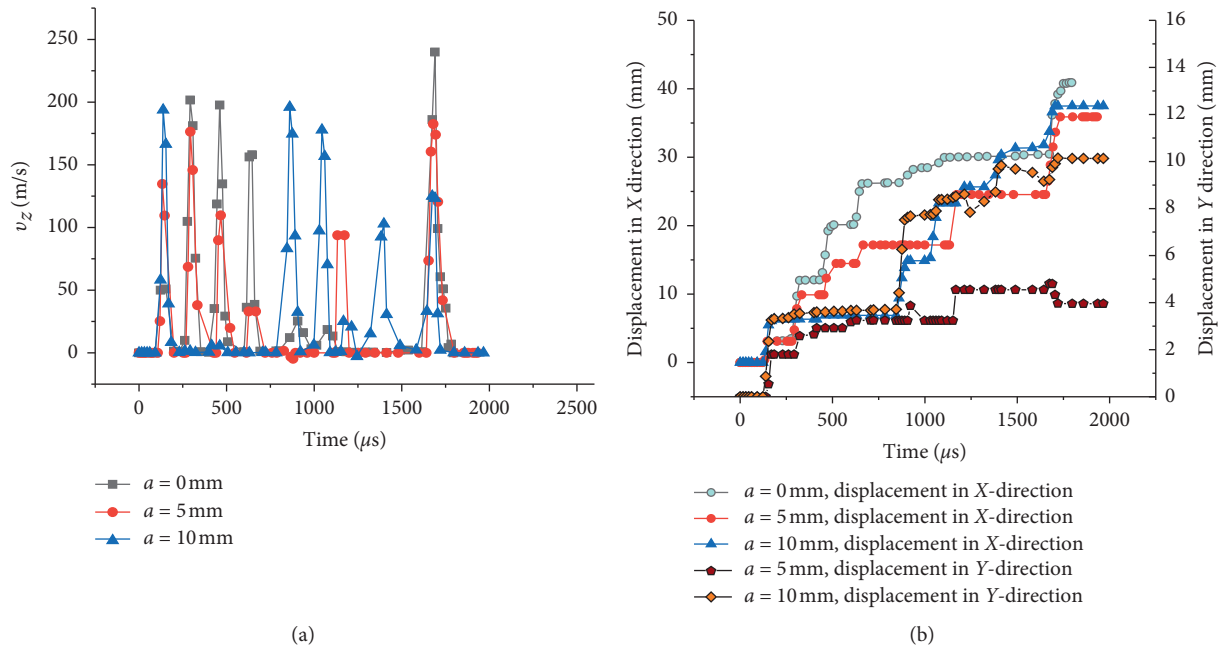 250
200
150
100
50
0
v_z (m/s)
0
500
1000
1500
2000
2500
Time (μs)
a = 0 mm
a = 5 mm
a = 10 mm
(a)
50
40
30
20
10
0
Displacement in X direction (mm)
16
14
12
10
8
6
4
2
0
Displacement in Y direction (mm)
0
500
1000
1500
2000
Time (μs)
a = 0 mm, displacement in X-direction
a = 5 mm, displacement in X-direction
a = 10 mm, displacement in X-direction
a = 5 mm, displacement in Y-direction
a = 10 mm, displacement in Y-direction
(b)